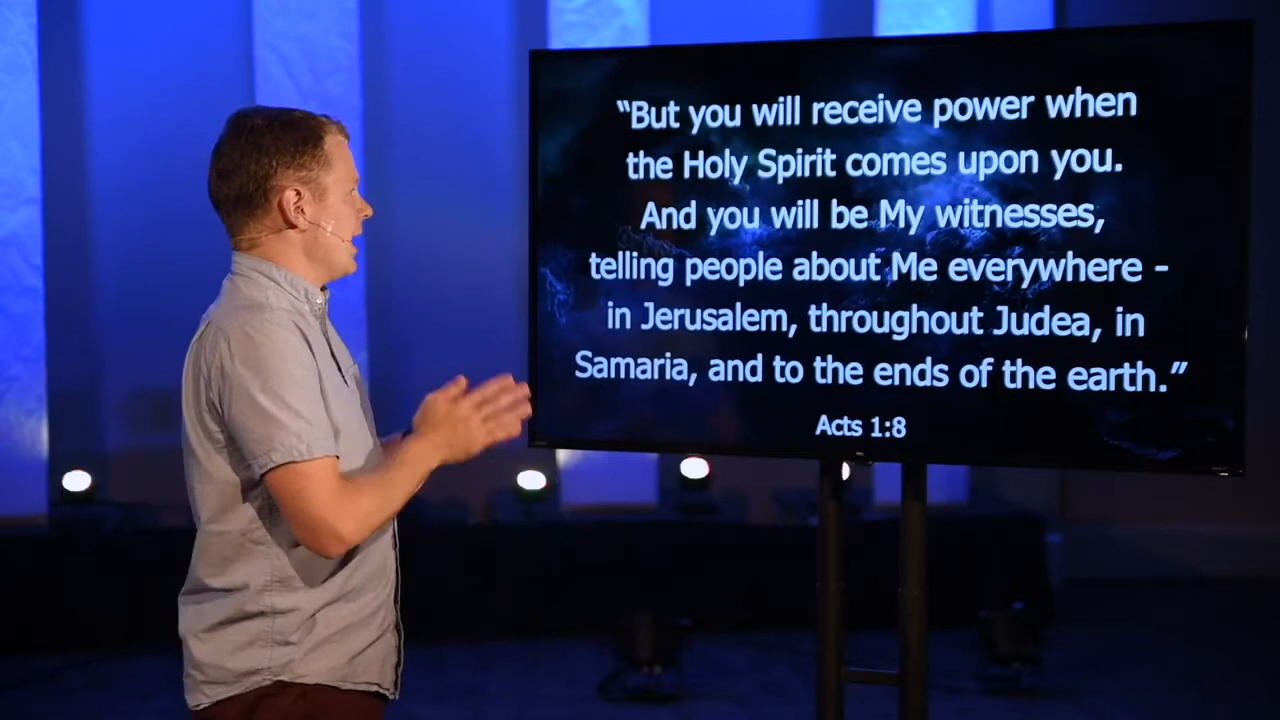 “But you will receive power when
the Holy Spirit comes upon you.
And you will be My witnesses,
telling people about Me everywhere -
in Jerusalem, throughout Judea, in
Samaria, and to the ends of the earth.”
Acts 1:8